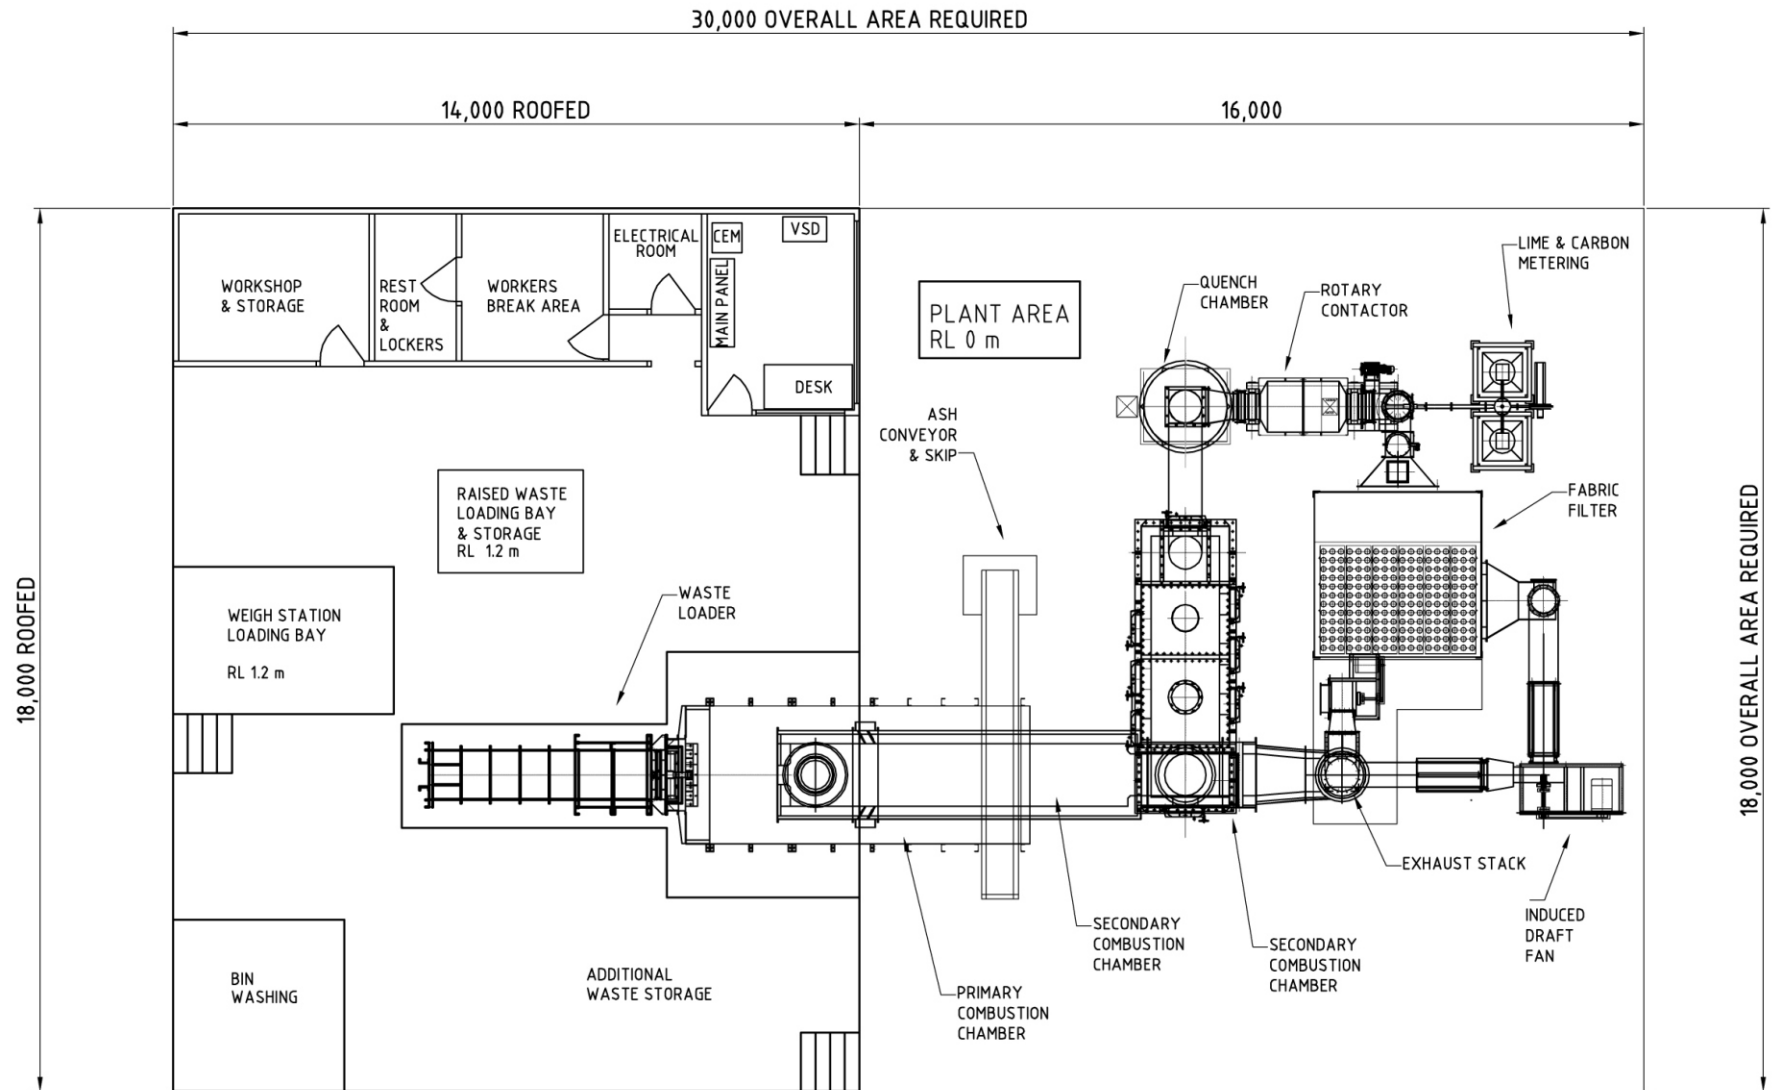 30,000 OVERALL AREA REQUIRED
14,000 ROOFED
16,000
18,000 ROOFED
18,000 OVERALL AREA REQUIRED
WORKSHOP
& STORAGE
REST
ROOM
&
LOCKERS
WORKERS
BREAK AREA
ELECTRICAL
ROOM
CEM
VSD
MAIN PANEL
DESK
PLANT AREA
RL 0 m
QUENCH
CHAMBER
ROTARY
CONTACTOR
LIME & CARBON
METERING
ASH
CONVEYOR
& SKIP
RAISED WASTE
LOADING BAY
& STORAGE
RL 1.2 m
FABRIC
FILTER
WEIGH STATION
LOADING BAY
RL 1.2 m
WASTE
LOADER
EXHAUST STACK
INDUCED
DRAFT
FAN
SECONDARY
COMBUSTION
CHAMBER
SECONDARY
COMBUSTION
CHAMBER
PRIMARY
COMBUSTION
CHAMBER
BIN
WASHING
ADDITIONAL
WASTE STORAGE